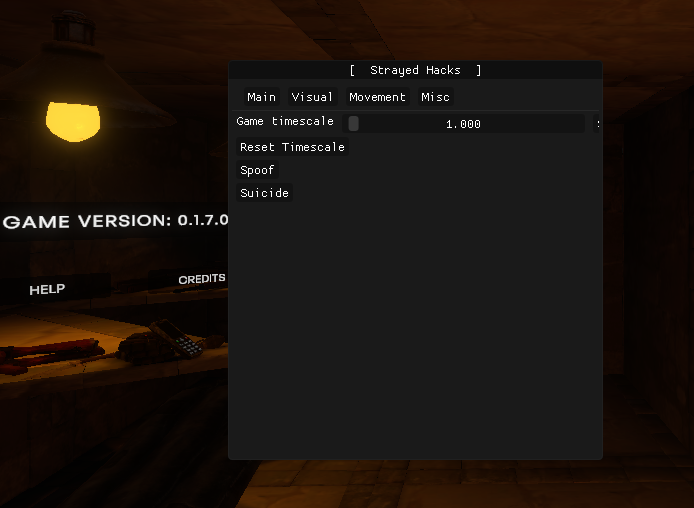 [ Strayed Hacks ]
Main Visual Movement Misc
Game timescale 1.000
Reset Timescale
Spoof
Suicide
GAME VERSION: 0.1.7.0
HELP
CREDITS